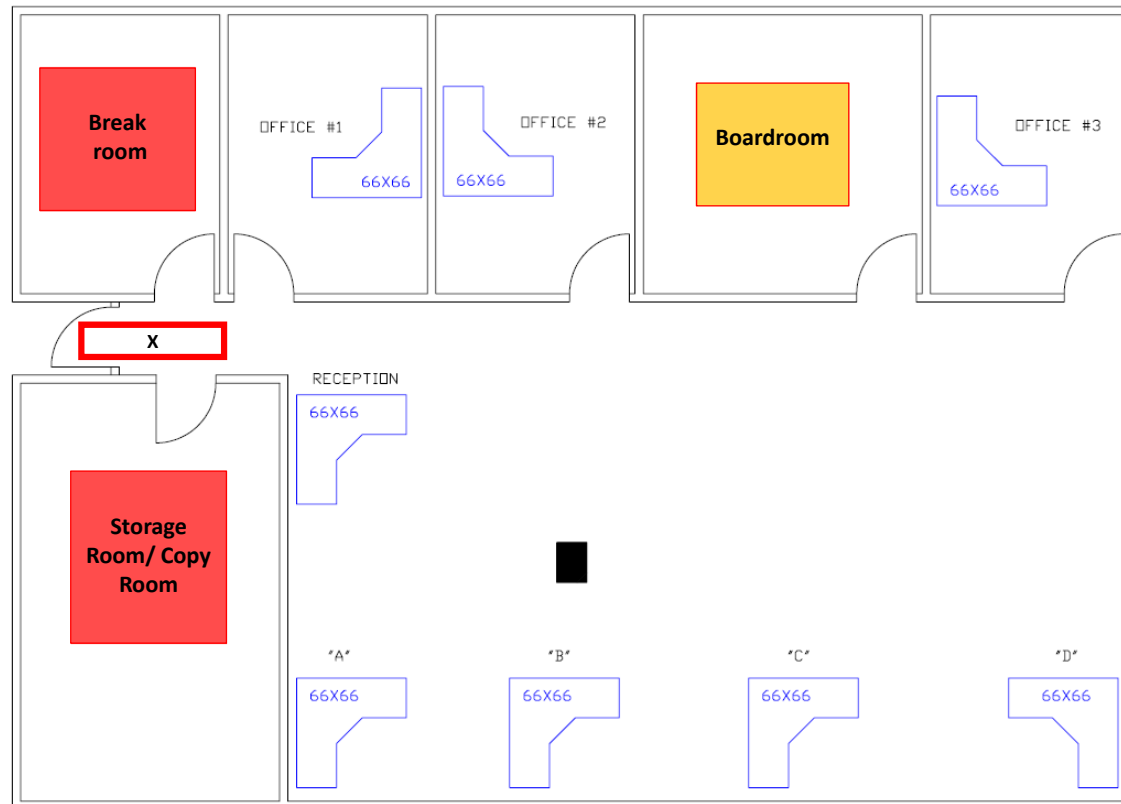 Break
room
OFFICE #1
66X66
OFFICE #2
66X66
Boardroom
OFFICE #3
66X66
X
RECEPTION
66X66
Storage
Room/ Copy
Room
"A"
66X66
"B"
66X66
"C"
66X66
"D"
66X66